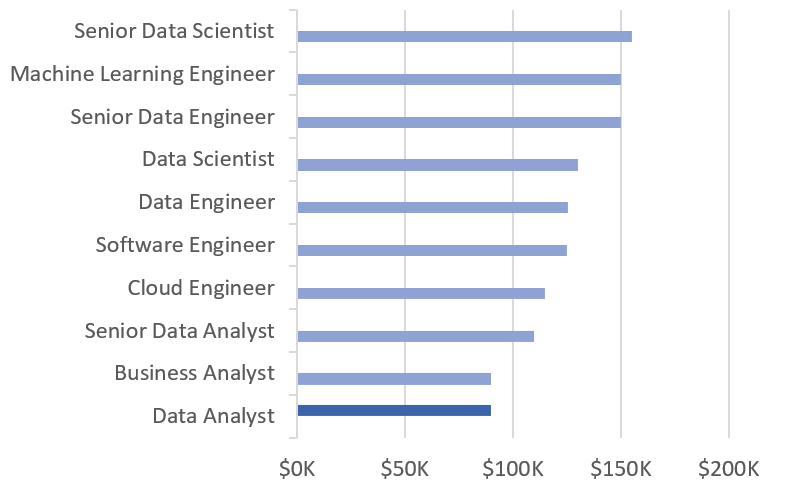 Senior Data Scientist
Machine Learning Engineer
Senior Data Engineer
Data Scientist
Data Engineer
Software Engineer
Cloud Engineer
Senior Data Analyst
Business Analyst
Data Analyst
$0K $50K $100K $150K $200K